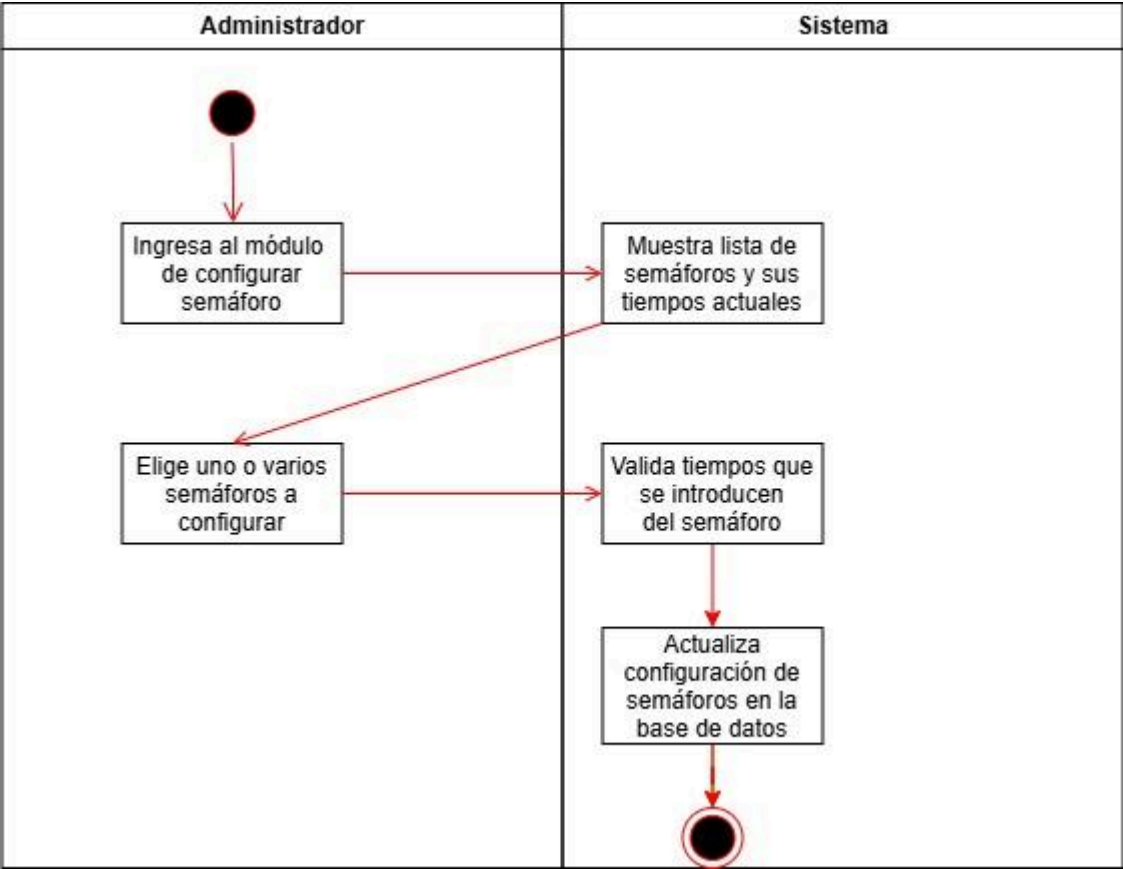 Administrador
Sistema
Ingresa al módulo
de configurar
semáforo
Muestra lista de
semáforos y sus
tiempos actuales
Elige uno o varios
semáforos a
configurar
Valida tiempos que
se introducen
del semáforo
Actualiza
configuración de
semáforos en la
base de datos